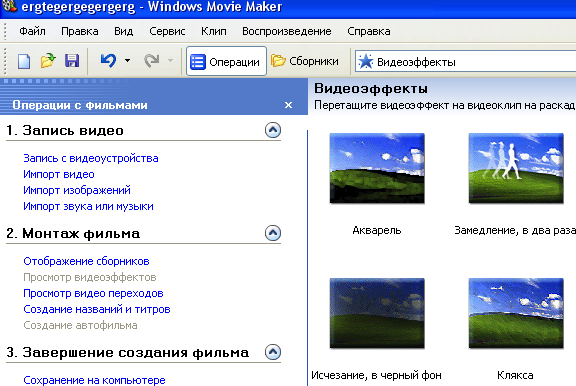 ergtegergegergerg - Windows Movie Maker
Файл Правка Вид Сервис Клип Воспроизведение Справка
Операции Сборники Видеоэффекты
Операции с фильмами
Видеоэффекты
Перетащите видеоэффект на видеоклип на раскад
1. Запись видео
Запись с видеоустройства
Импорт видео
Импорт изображений
Импорт звука или музыки
2. Монтаж фильма
Отображение сборников
Просмотр видеоэффектов
Просмотр видео переходов
Создание названий и титров
Создание автофильма
3. Завершение создания фильма
Сохранение на компьютере
Акварель
Замедление, в два раза
Исчезание, в черный фон
Клякса